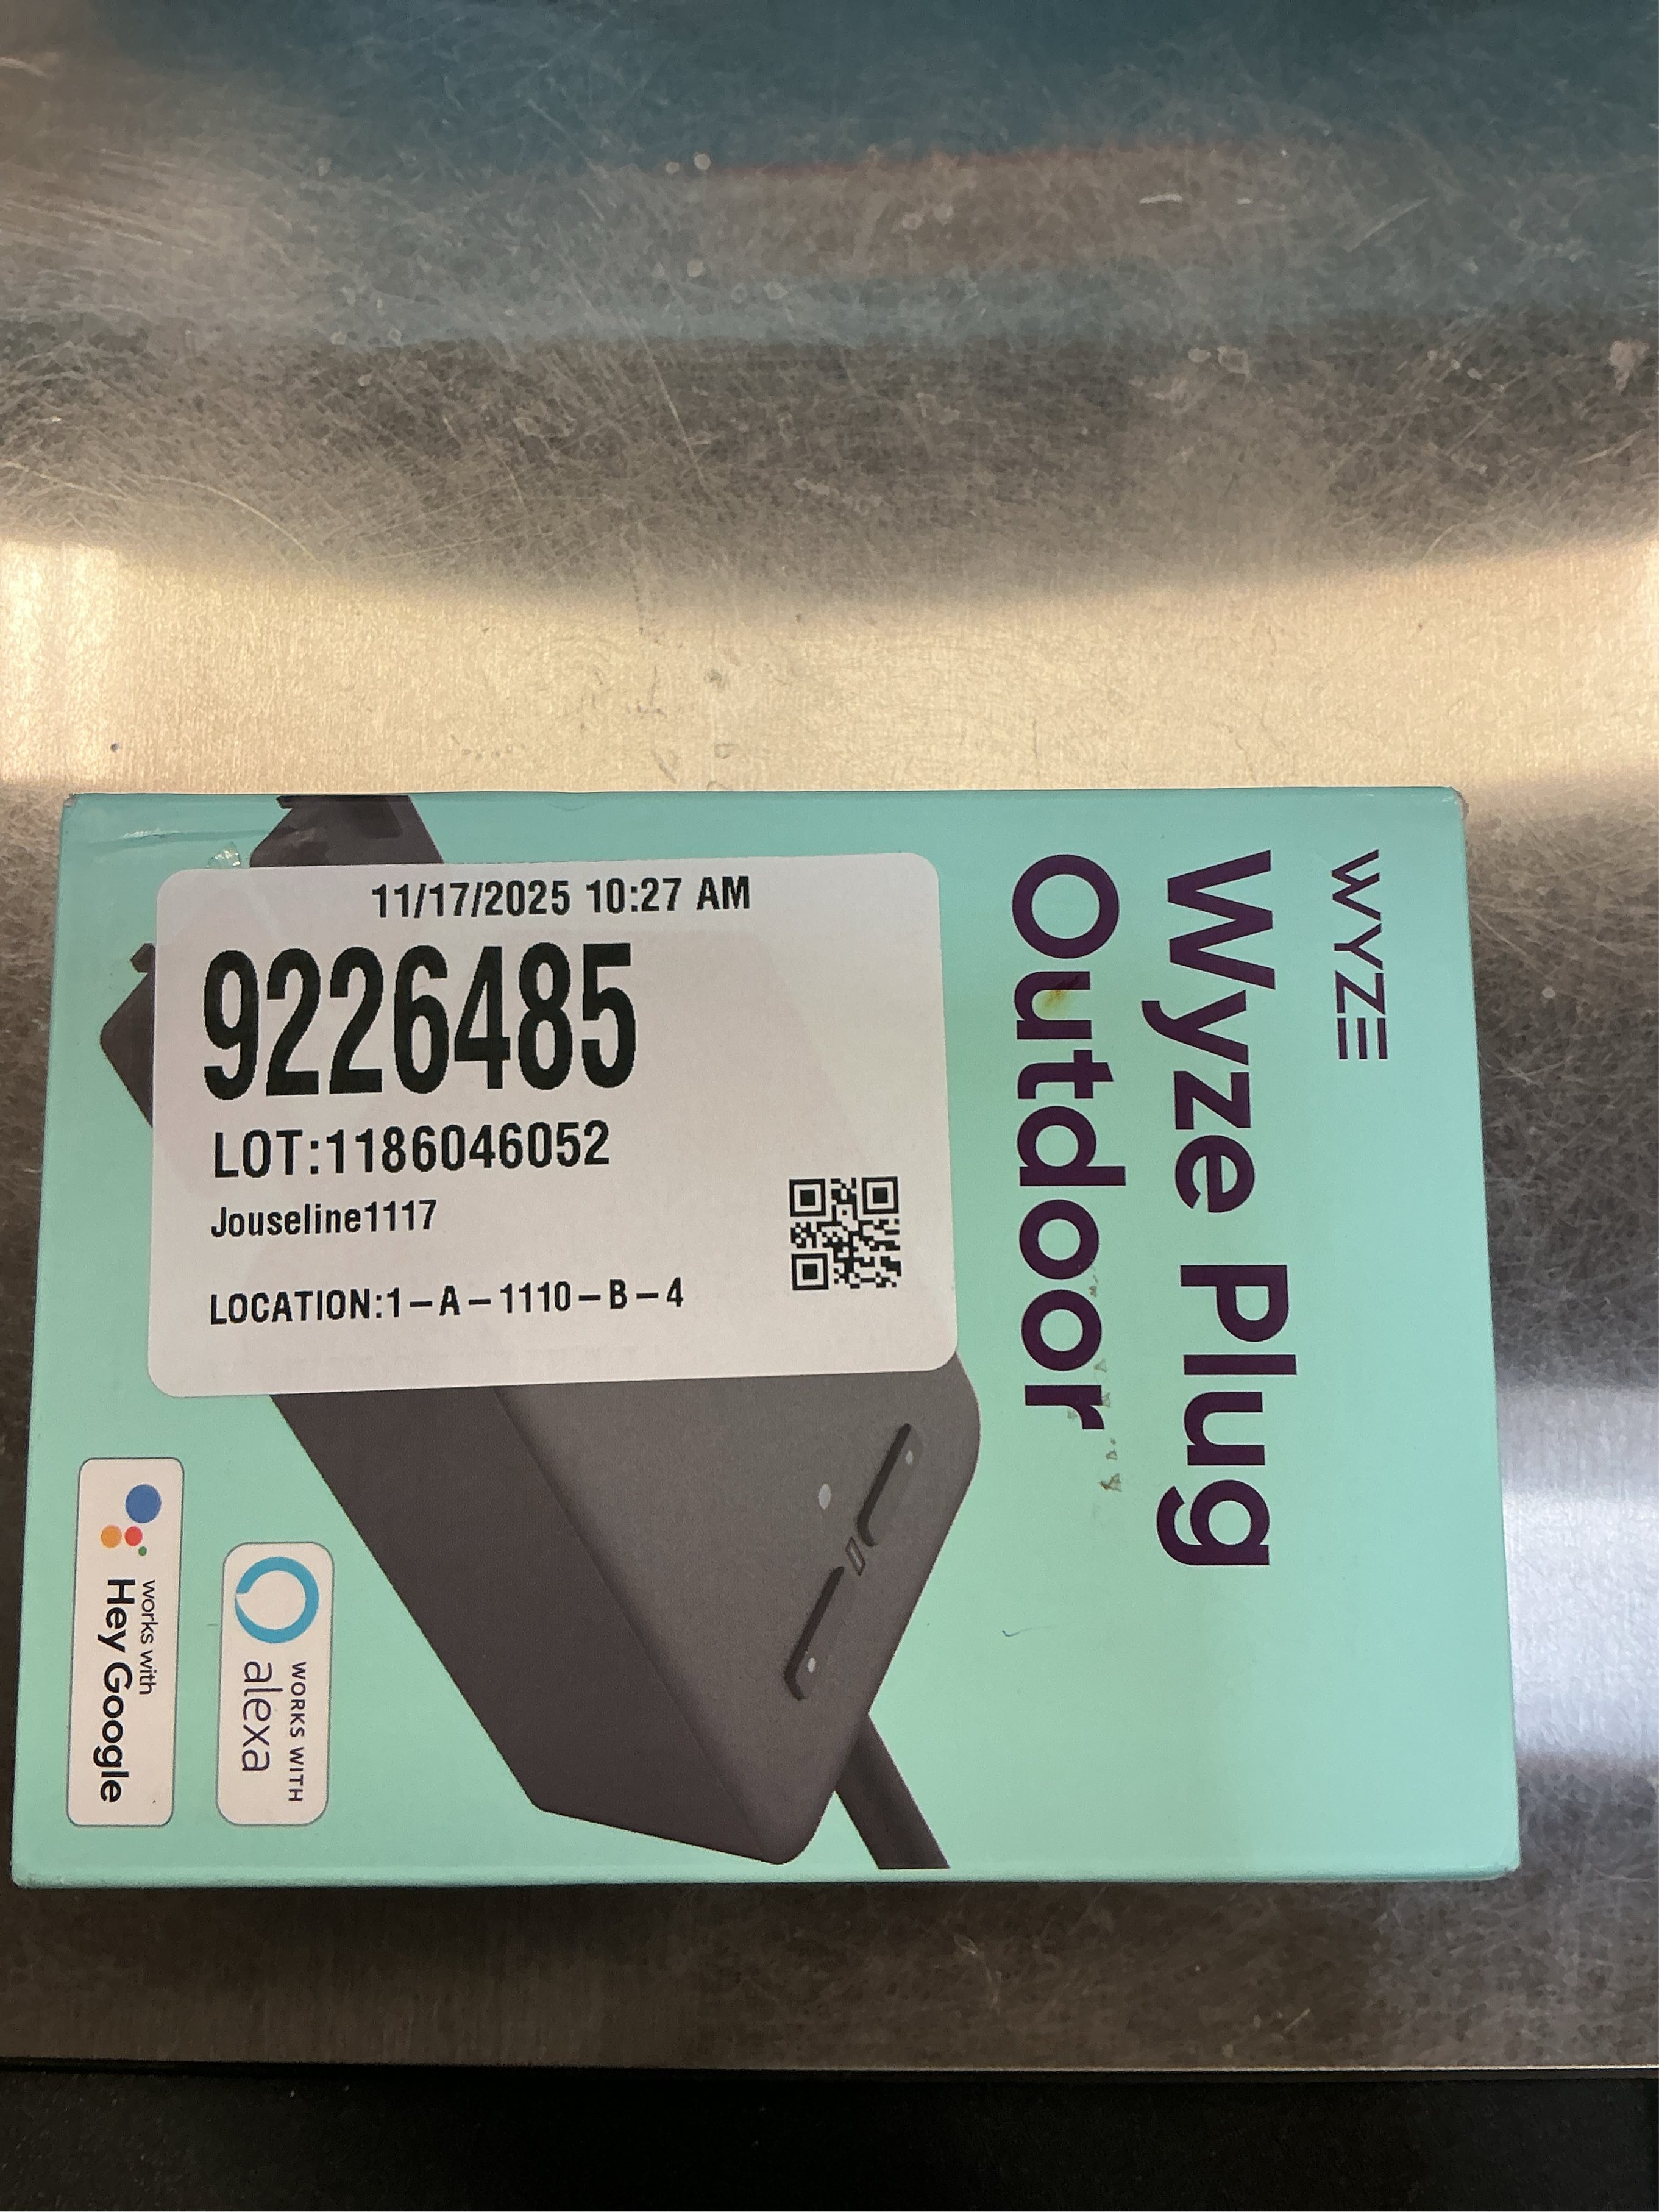 11/17/2025 10:27 AM
9226485
LOT:1186046052
Jouseline1117
LOCATION:1-A-1110-B-4
WYZE
Wyze Plug
Outdoor
WORKS WITH
alexa
works with
Hey Google